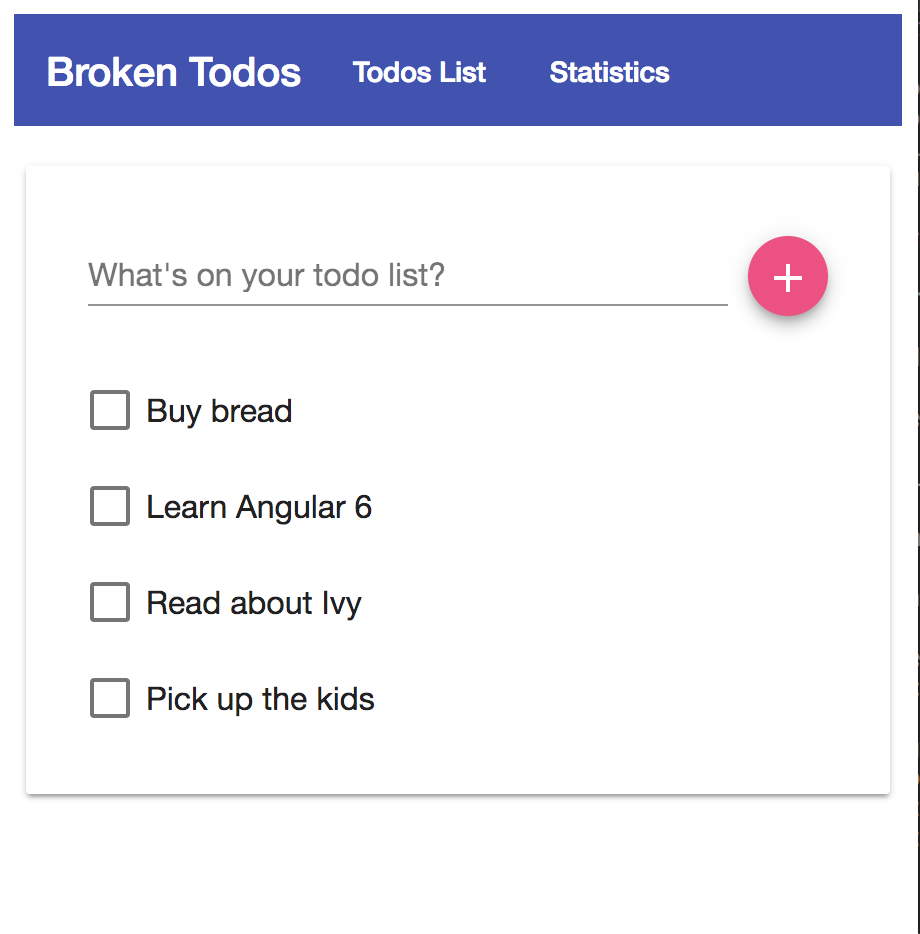 Broken Todos Todos List Statistics
What's on your todo list?
+
Buy bread
Learn Angular 6
Read about Ivy
Pick up the kids